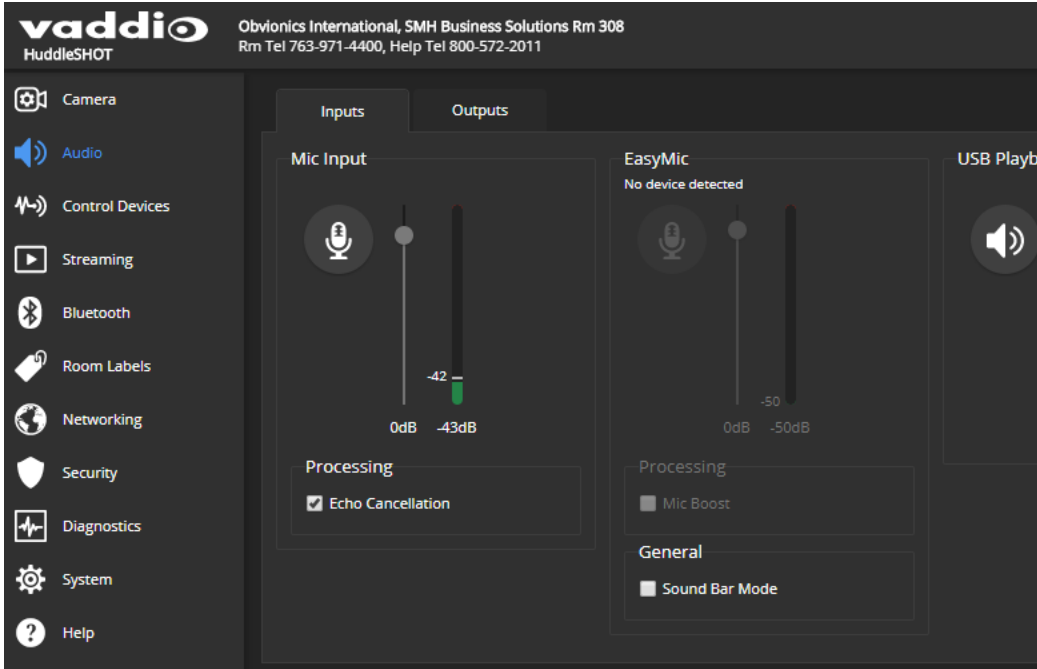 vaddio
HuddleSHOT
Obvionics International, SMH Business Solutions Rm 308
Rm Tel 763-971-4400, Help Tel 800-572-2011
Camera
Audio
Control Devices
Streaming
Bluetooth
Room Labels
Networking
Security
Diagnostics
System
? Help
Inputs
Outputs
Mic Input
-42
0dB -43dB
Processing
Echo Cancellation
EasyMic
No device detected
-50
0dB -50dB
Processing
Mic Boost
General
Sound Bar Mode
USB Playb